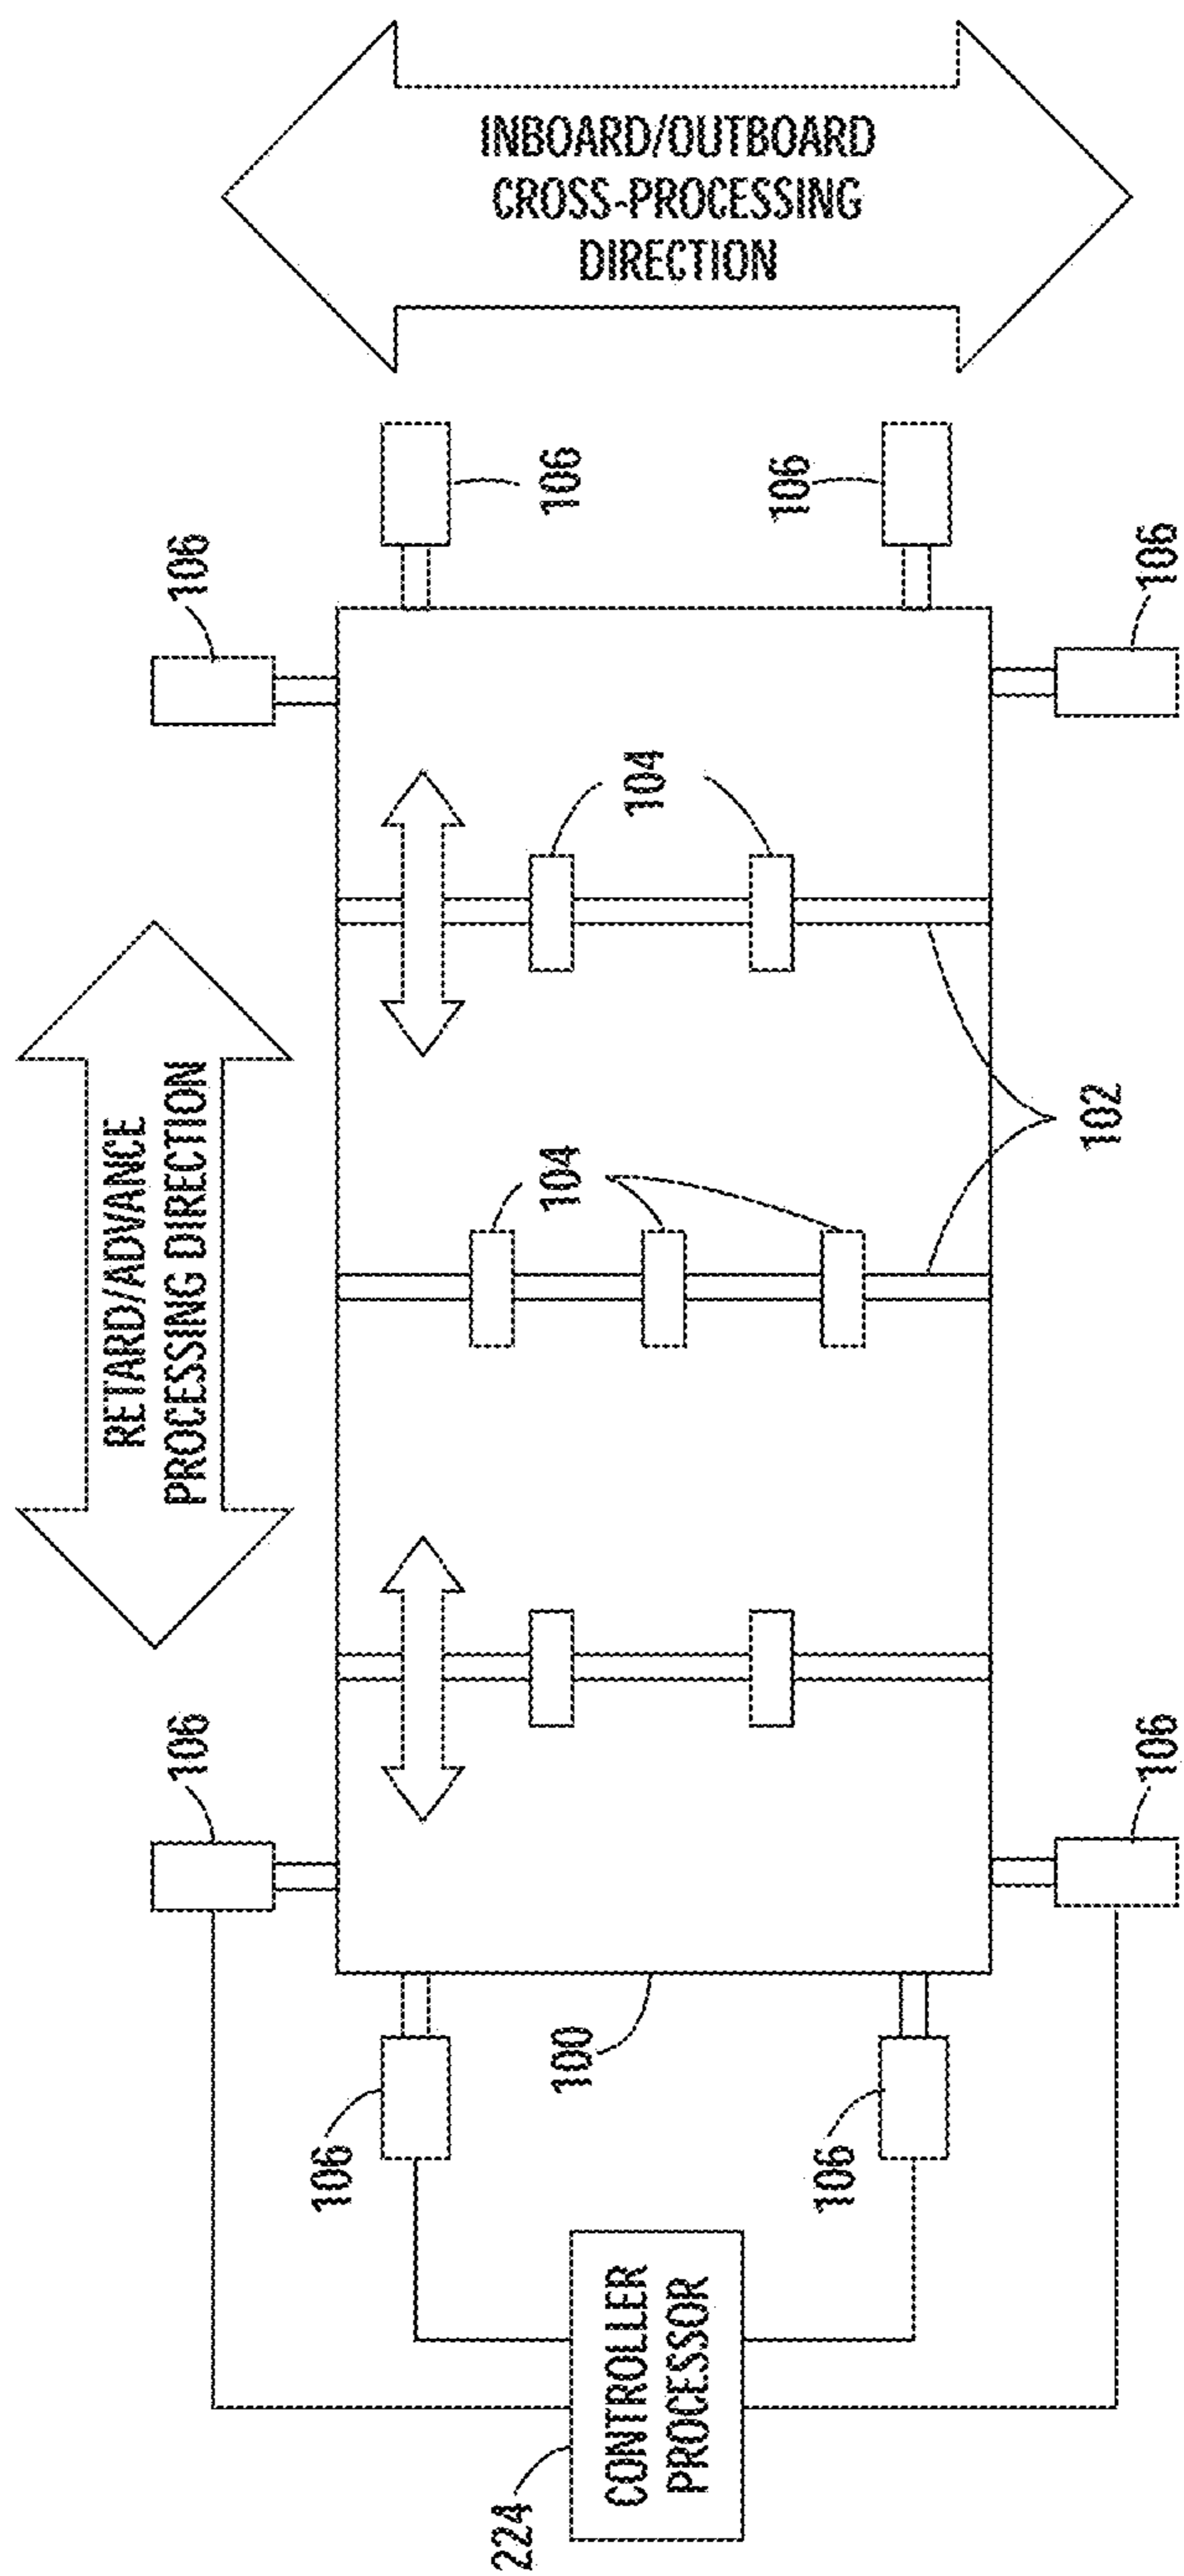 INBOARD/OUTBOARD
CROSS-PROCESSING
DIRECTION
RETARD/ADVANCE
PROCESSING DIRECTION
106
106
106
106
104
104
102
106
106
100
106
106
CONTROLLER
PROCESSOR
224